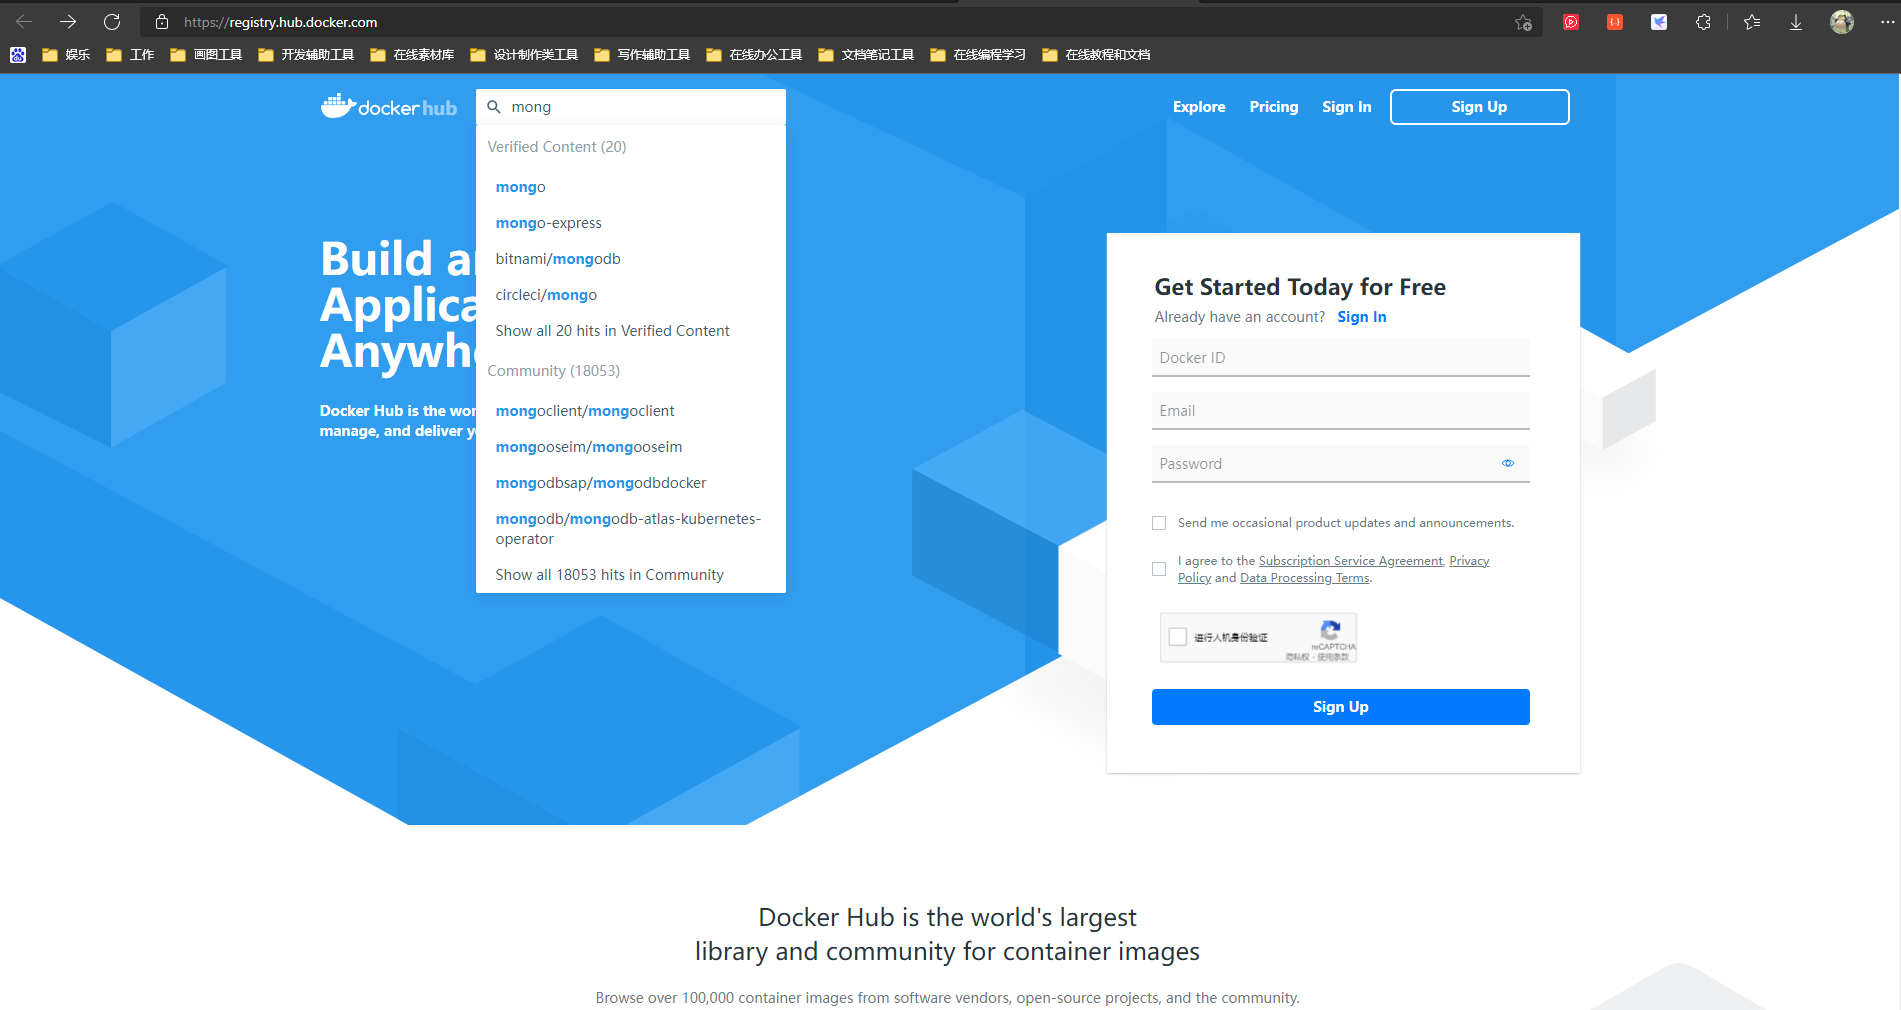 https://registry.hub.docker.com
娱乐 工作 画图工具 开发辅助工具 在线素材库 设计制作类工具 写作辅助工具 在线办公工具 文档笔记工具 在线编程学习 在线教程和文档
docker hub
mong
Explore Pricing Sign In Sign Up
Verified Content (20)
mongo
mongo-express
bitnami/mongodb
circleci/mongo
Show all 20 hits in Verified Content
Community (18053)
mongoclient/mongoclient
mongooseim/mongooseim
mongodbsap/mongodbdocker
mongodb/mongodb-atlas-kubernetes-
operator
Show all 18053 hits in Community
Build
Applica
Anywh
Docker Hub is the wor
manage, and deliver y
Get Started Today for Free
Already have an account? Sign In
Docker ID
Email
Password
Send me occasional product updates and announcements.
I agree to the Subscription Service Agreement, Privacy
Policy and Data Processing Terms.
进行人机身份验证
reCAPTCHA
隐私权 - 使用条款
Sign Up
Docker Hub is the world's largest
library and community for container images
Browse over 100,000 container images from software vendors, open-source projects, and the community.